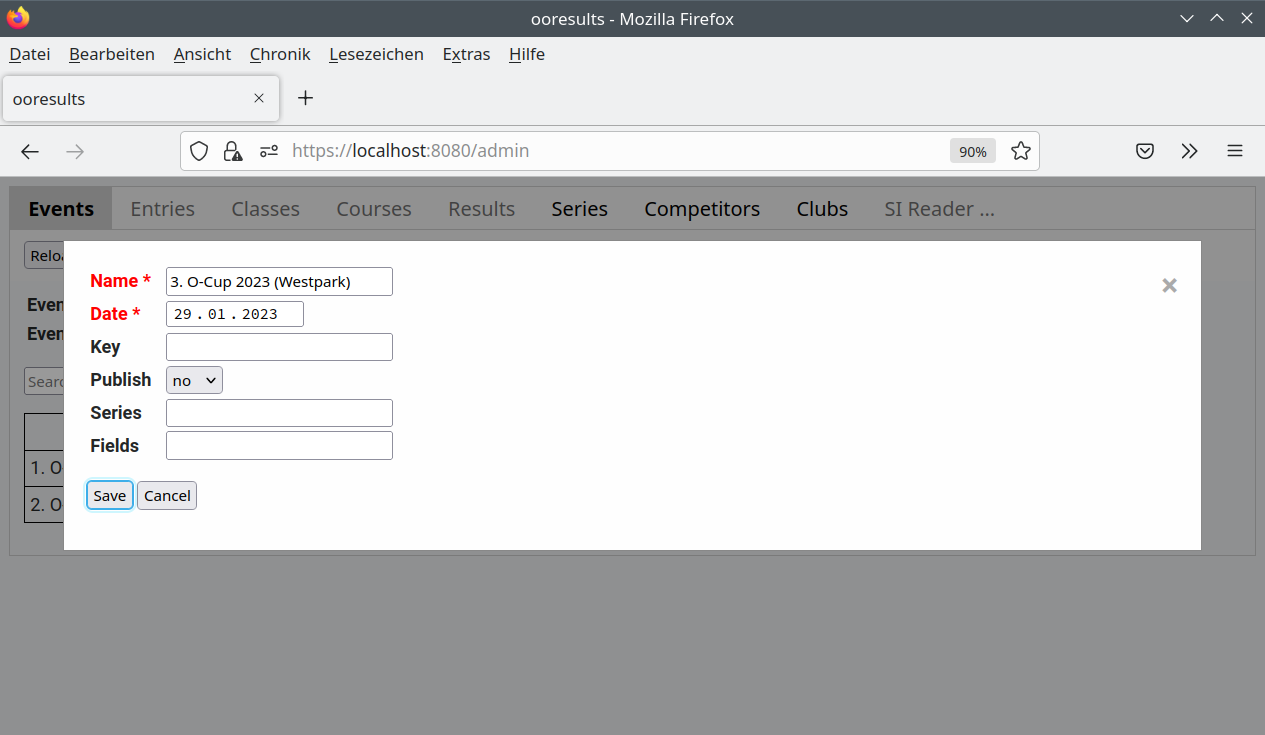 ooresults - Mozilla Firefox
Datei Bearbeiten Ansicht Chronik Lesezeichen Extras Hilfe
ooresults
https://localhost:8080/admin 90%
Events Entries Classes Courses Results Series Competitors Clubs SI Reader ...
Reloa
Name * 3. O-Cup 2023 (Westpark)
Even
Date * 29.01.2023
Even
Key
Publish no
Searc
Series
Fields
1. O
Save Cancel
2. O